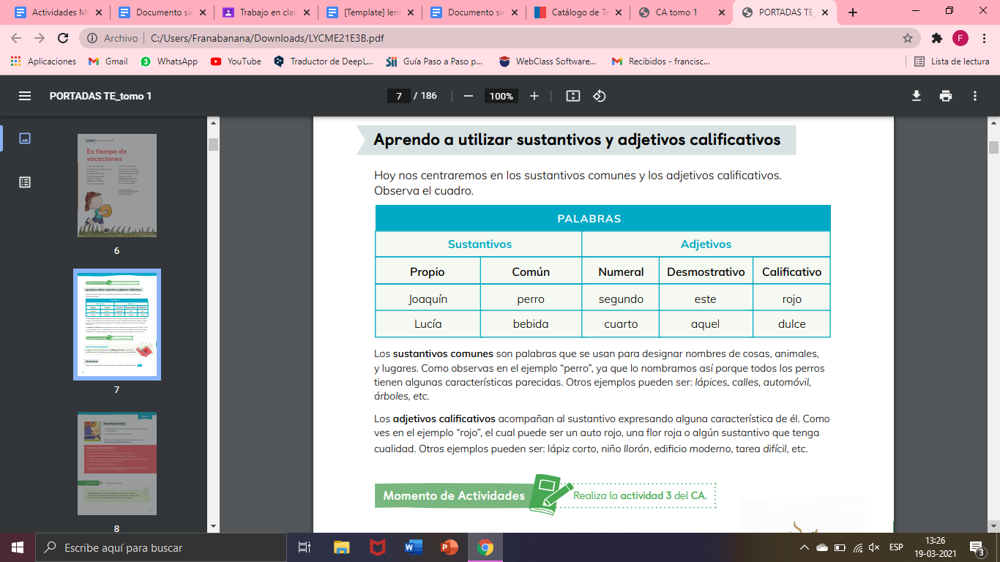 Actividades Mu
Documento sin
Trabajo en clas
[Template] leng
Documento sin
Catálogo de Te
CA tomo 1
PORTADAS TE_
Archivo
C:/Users/Franabanana/Downloads/LYCME21E3B.pdf
F
Aplicaciones
Gmail
3
WhatsApp
YouTube
Traductor de DeepL...
Sii
Guía Paso a Paso p...
WebClass Software...
Recibidos - francisc...
Lista de lectura
PORTADAS TE_tomo 1
7 / 186
100%
Es tiempo de
vacaciones
6
7
8
Aprendo a utilizar sustantivos y adjetivos calificativos
Hoy nos centraremos en los sustantivos comunes y los adjetivos calificativos.
Observa el cuadro.
PALABRAS
Sustantivos Adjetivos
Propio Común Numeral Desmostrativo Calificativo
Joaquín perro segundo este rojo
Lucía bebida cuarto aquel dulce
Los sustantivos comunes son palabras que se usan para designar nombres de cosas, animales,
y lugares. Como observas en el ejemplo “perro”, ya que lo nombramos así porque todos los perros
tienen algunas características parecidas. Otros ejemplos pueden ser: lápices, calles, automóvil,
árboles, etc.
Los adjetivos calificativos acompañan al sustantivo expresando alguna característica de él. Como
ves en el ejemplo “rojo”, el cual puede ser un auto rojo, una flor roja o algún sustantivo que tenga
cualidad. Otros ejemplos pueden ser: lápiz corto, niño llorón, edificio moderno, tarea difícil, etc.
Momento de Actividades
Realiza la actividad 3 del CA.
Escribe aquí para buscar
W
P
ESP
13:26
19-03-2021
3